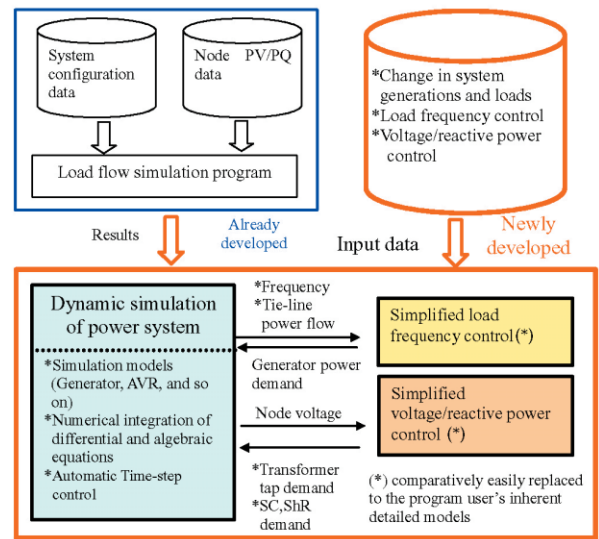 System
configuration
data
Node PV/PQ
data
Load flow simulation program
*Change in system
generations and loads
*Load frequency control
*Voltage/reactive power
control
Results
Already
developed
Input data
Newly
developed
Dynamic simulation
of power system
*Simulation models
(Generator, AVR, and so
on)
*Numerical integration of
differential and algebraic
equations
*Automatic Time-step
control
*Frequency
*Tie-line
power flow
Generator power
demand
Node voltage
*Transformer
tap demand
*SC,ShR
demand
Simplified load
frequency control(*)
Simplified
voltage/reactive power
control (*)
(*) comparatively easily replaced
to the program user's inherent
detailed models